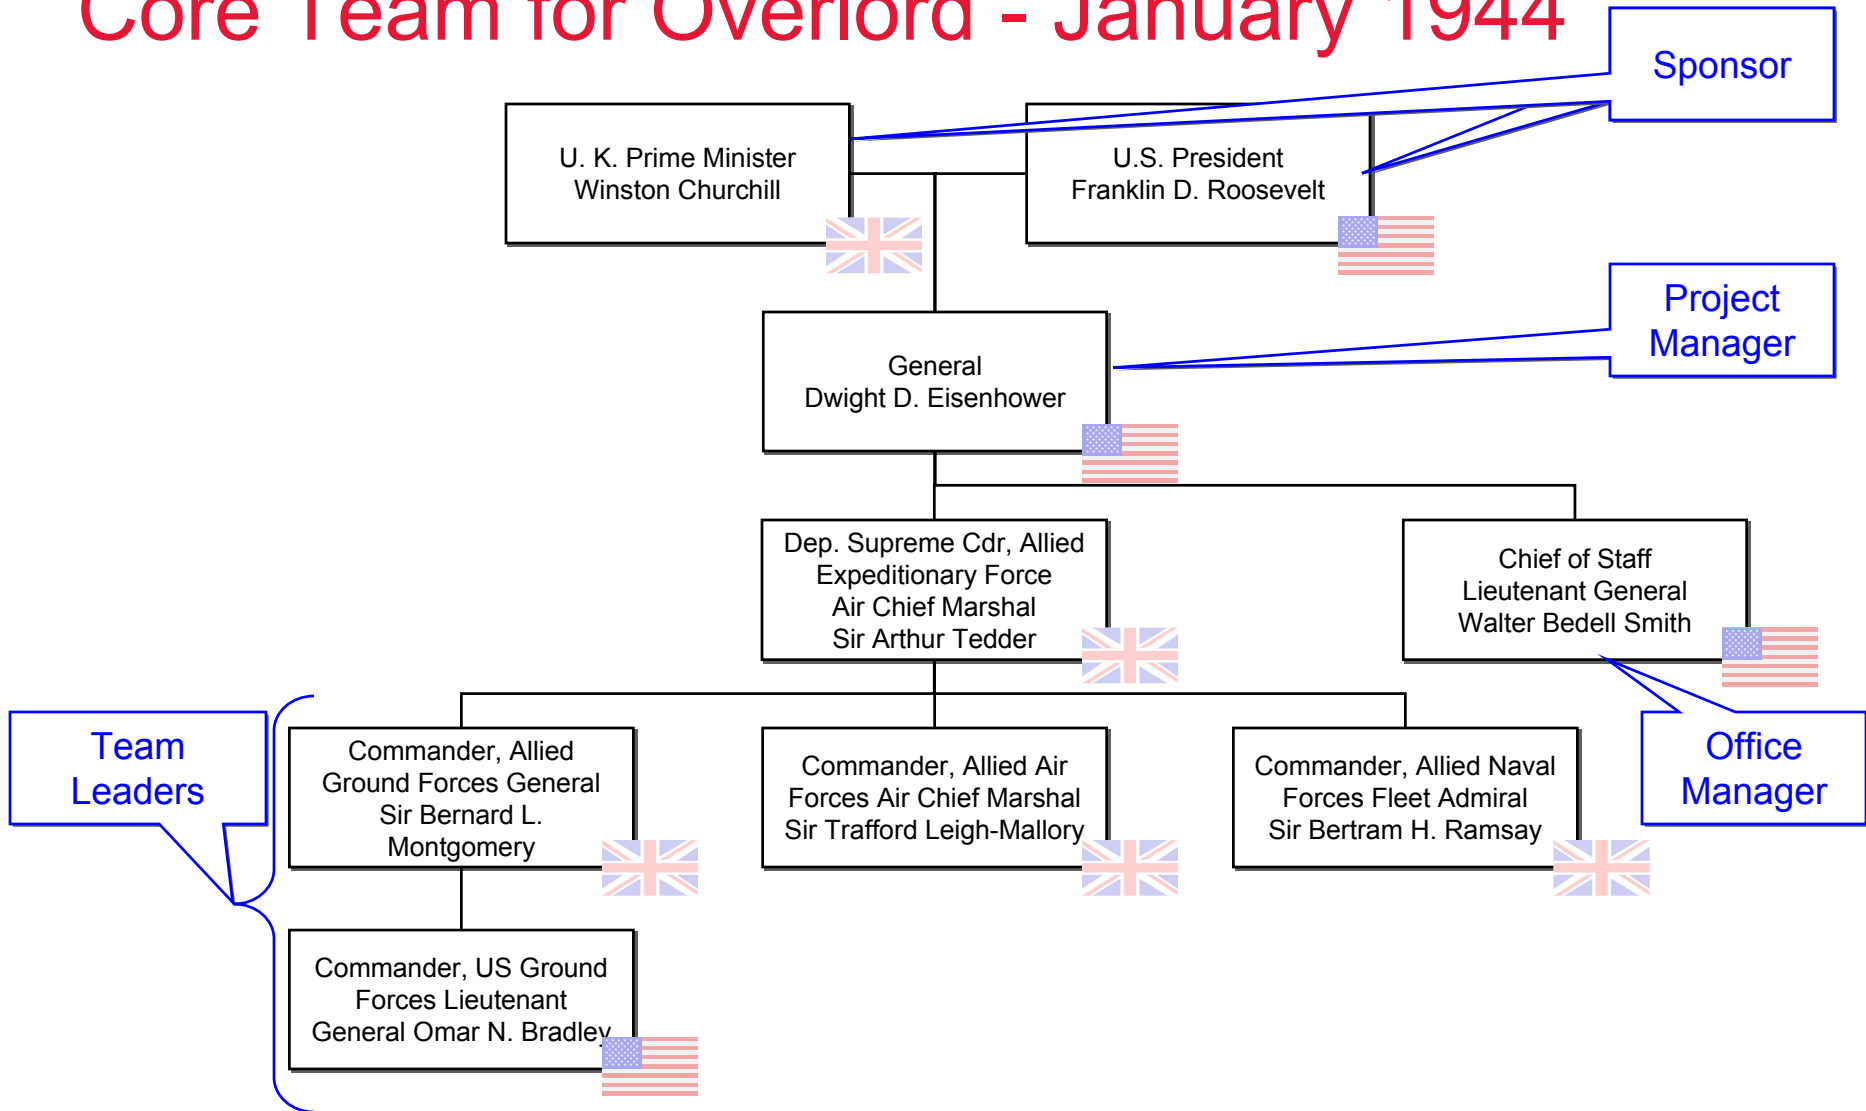 Core Team for Overlord - January 1944
Sponsor
U. K. Prime Minister
Winston Churchill
U.S. President
Franklin D. Roosevelt
Project
Manager
General
Dwight D. Eisenhower
Dep. Supreme Cdr, Allied
Expeditionary Force
Air Chief Marshal
Sir Arthur Tedder
Chief of Staff
Lieutenant General
Walter Bedell Smith
Team
Leaders
Commander, Allied
Ground Forces General
Sir Bernard L.
Montgomery
Commander, Allied Air
Forces Air Chief Marshal
Sir Trafford Leigh-Mallory
Commander, Allied Naval
Forces Fleet Admiral
Sir Bertram H. Ramsay
Office
Manager
Commander, US Ground
Forces Lieutenant
General Omar N. Bradley